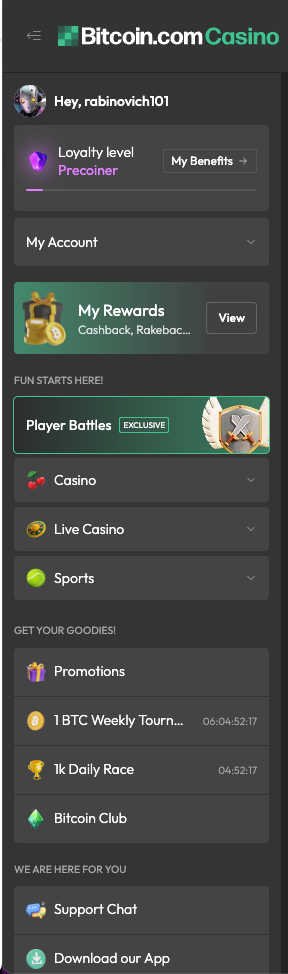 Bitcoin.com Casino
Hey, rabinovich101
Loyalty level
Precoiner
My Benefits →
My Account
My Rewards
Cashback, Rakebac...
View
FUN STARTS HERE!
Player Battles EXCLUSIVE
Casino
Live Casino
Sports
GET YOUR GOODIES!
Promotions
1 BTC Weekly Tourn... 06:04:52:17
1k Daily Race 04:52:17
Bitcoin Club
WE ARE HERE FOR YOU
Support Chat
Download our App